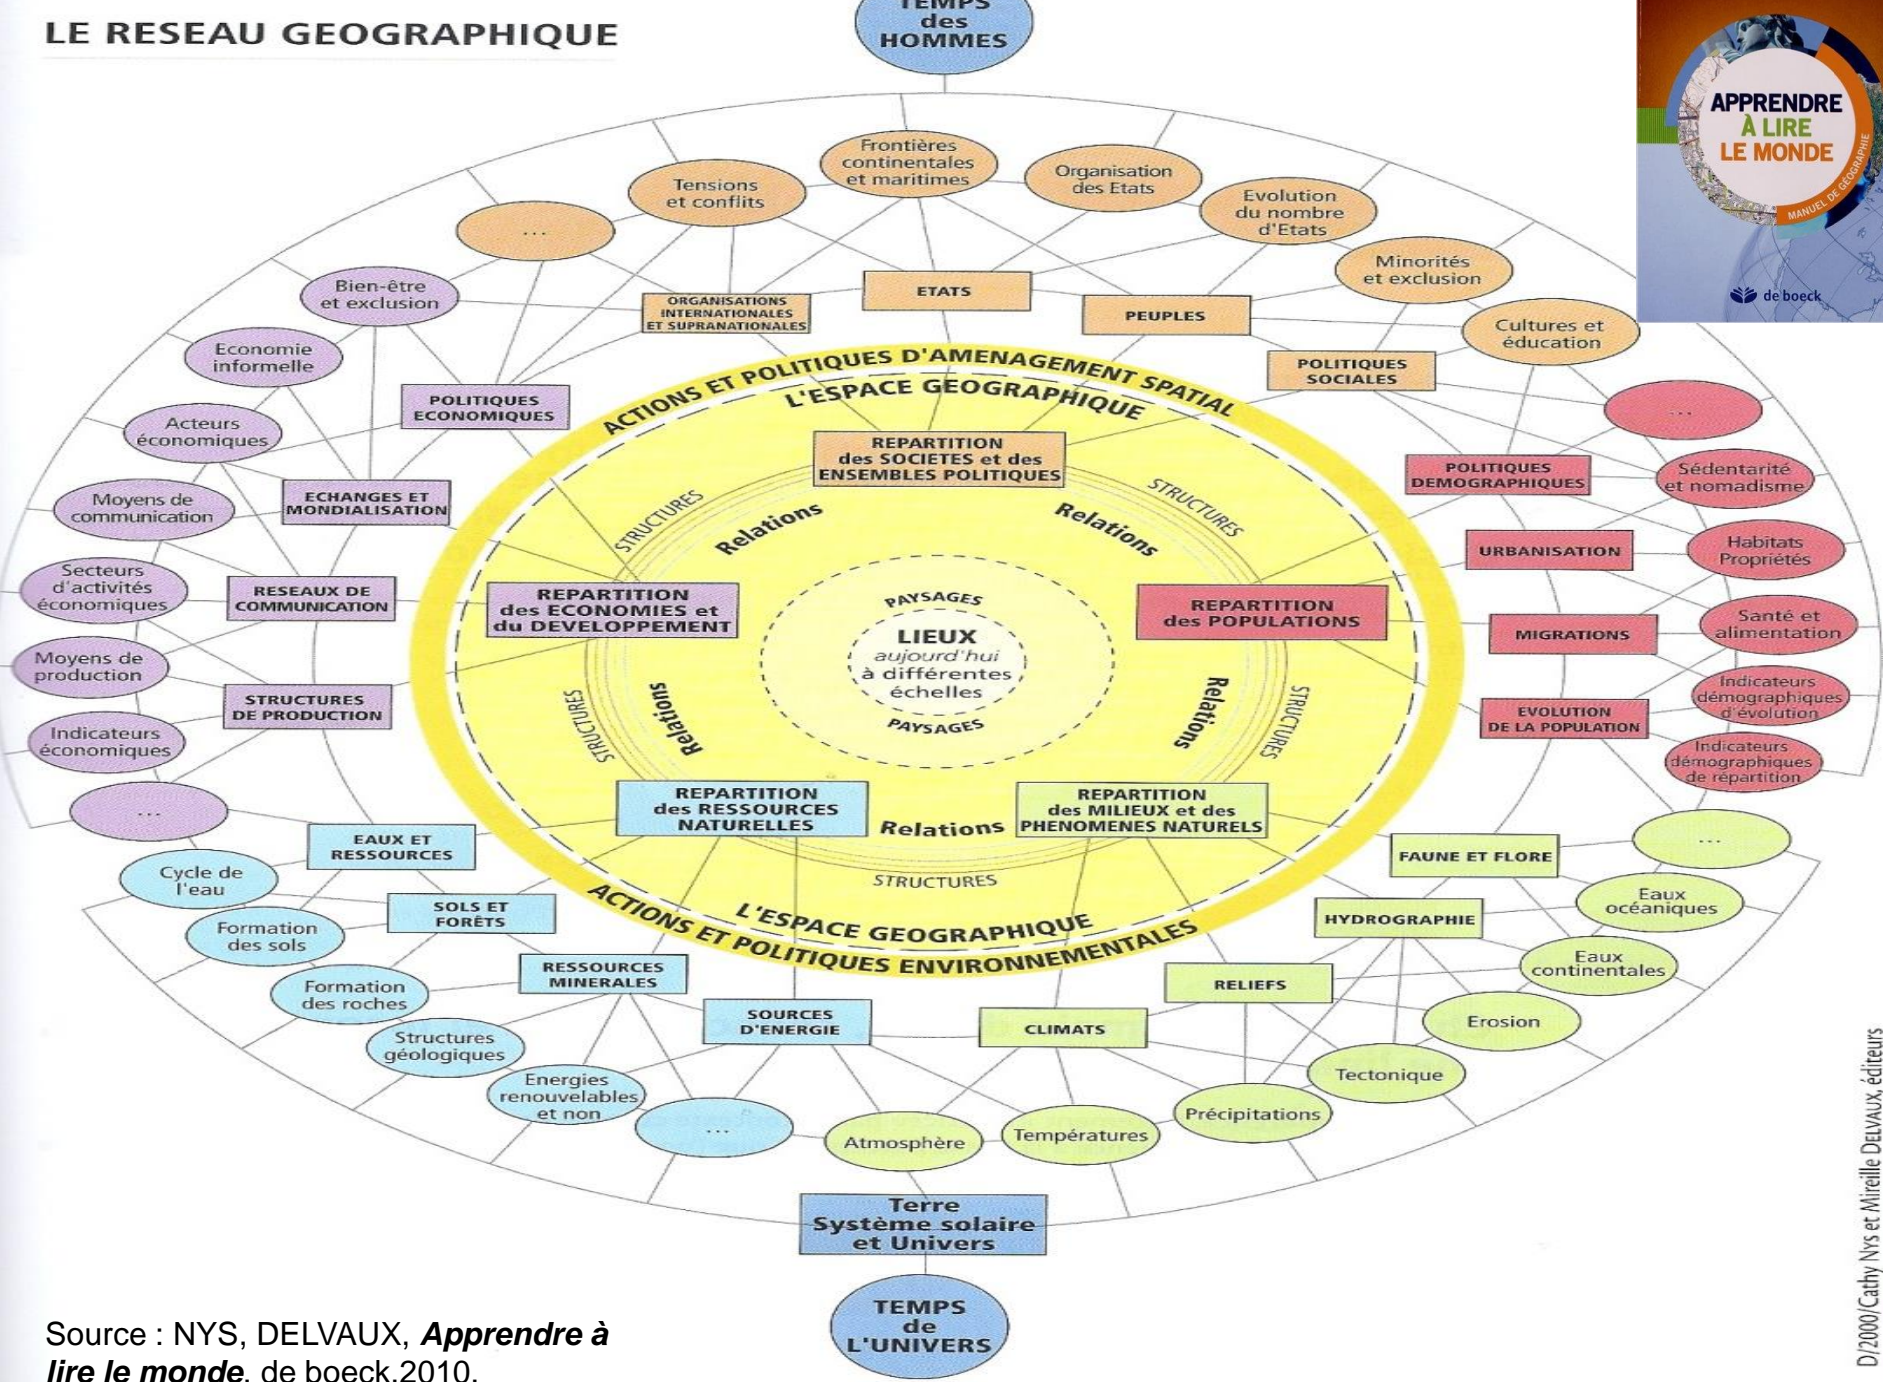 LE RESEAU GEOGRAPHIQUE
TEMPS
des
HOMMES
APPRENDRE
À LIRE
LE MONDE
MANUEL DE GÉOGRAPHIE
de boeck
Frontières
continentales
et maritimes
Tensions
et conflits
Organisation
des Etats
Evolution
du nombre
d'Etats
...
Minorités
et exclusion
Cultures et
éducation
Bien-être
et exclusion
Economie
informelle
Acteurs
économiques
Moyens de
communication
Secteurs
d'activités
économiques
Moyens de
production
Indicateurs
économiques
...
ORGANISATIONS
INTERNATIONALES
ET SUPRANATIONALES
ETATS
PEUPLES
POLITIQUES
SOCIALES
POLITIQUES
ECONOMIQUES
ECHANGES ET
MONDIALISATION
RESEAUX DE
COMMUNICATION
STRUCTURES
DE PRODUCTION
...
POLITIQUES
DEMOGRAPHIQUES
Sédentarité
et nomadisme
URBANISATION
Habitats
Propriétés
MIGRATIONS
Santé et
alimentation
EVOLUTION
DE LA POPULATION
Indicateurs
démographiques
d'évolution
Indicateurs
démographiques
de répartition
ACTIONS ET POLITIQUES D'AMENAGEMENT SPATIAL
L'ESPACE GEOGRAPHIQUE
REPARTITION
des SOCIETES et des
ENSEMBLES POLITIQUES
STRUCTURES
Relations
Relations
STRUCTURES
REPARTITION
des ECONOMIES et
du DEVELOPPEMENT
REPARTITION
des POPULATIONS
PAYSAGES
LIEUX
aujourd'hui
à différentes
échelles
PAYSAGES
STRUCTURES
Relations
Relations
STRUCTURES
REPARTITION
des RESSOURCES
NATURELLES
Relations
REPARTITION
des MILIEUX et des
PHENOMENES NATURELS
STRUCTURES
L'ESPACE GEOGRAPHIQUE
ACTIONS ET POLITIQUES ENVIRONNEMENTALES
EAUX ET
RESSOURCES
Cycle de
l'eau
SOLS ET
FORÊTS
Formation
des sols
RESSOURCES
MINERALES
Formation
des roches
SOURCES
D'ENERGIE
Structures
géologiques
Energies
renouvelables
et non
...
FAUNE ET FLORE
...
HYDROGRAPHIE
Eaux
océaniques
RELIEFS
Eaux
continentales
CLIMATS
Erosion
Tectonique
Précipitations
Températures
Atmosphère
Terre
Système solaire
et Univers
TEMPS
de
L'UNIVERS
Source : NYS, DELVAUX, Apprendre à
lire le monde, de boeck,2010.
D/2000/Cathy NYS et Mireille DELVAUX, éditeurs